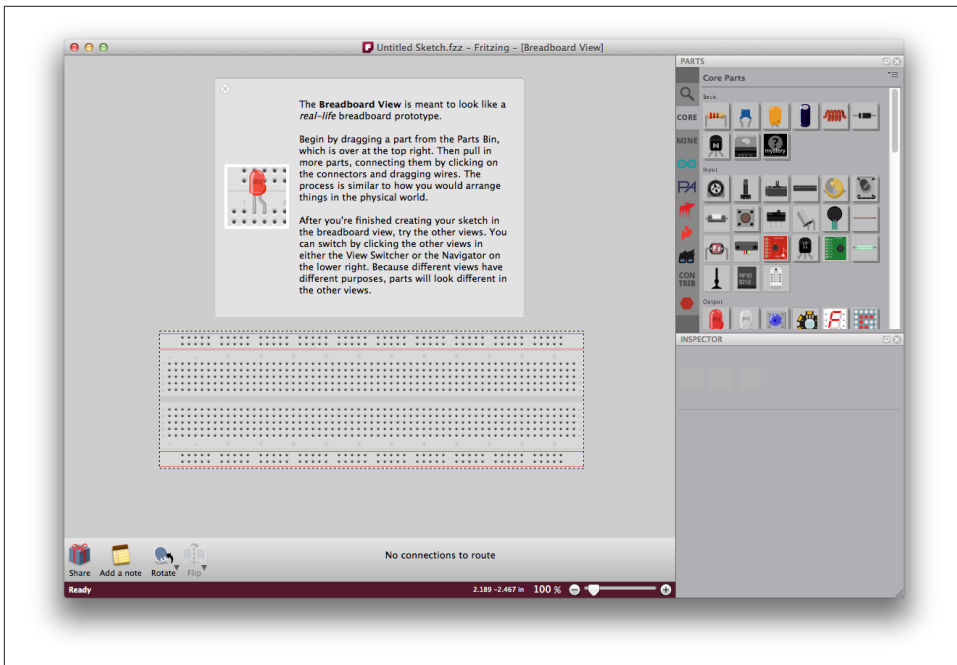 Untitled Sketch.fzz – Fritzing – [Breadboard View]
PARTS
Core Parts
CORE
MINE
CON
TRIB
Basic
mystery
Input
RFID
ID12
Output
The Breadboard View is meant to look like a
real-life breadboard prototype.
Begin by dragging a part from the Parts Bin,
which is over at the top right. Then pull in
more parts, connecting them by clicking on
the connectors and dragging wires. The
process is similar to how you would arrange
things in the physical world.
After you're finished creating your sketch in
the breadboard view, try the other views. You
can switch by clicking the other views in
either the View Switcher or the Navigator on
the lower right. Because different views have
different purposes, parts will look different in
the other views.
INSPECTOR
Share
Add a note
Rotate
Flip
No connections to route
Ready
2.189 -2.467 in
100 %